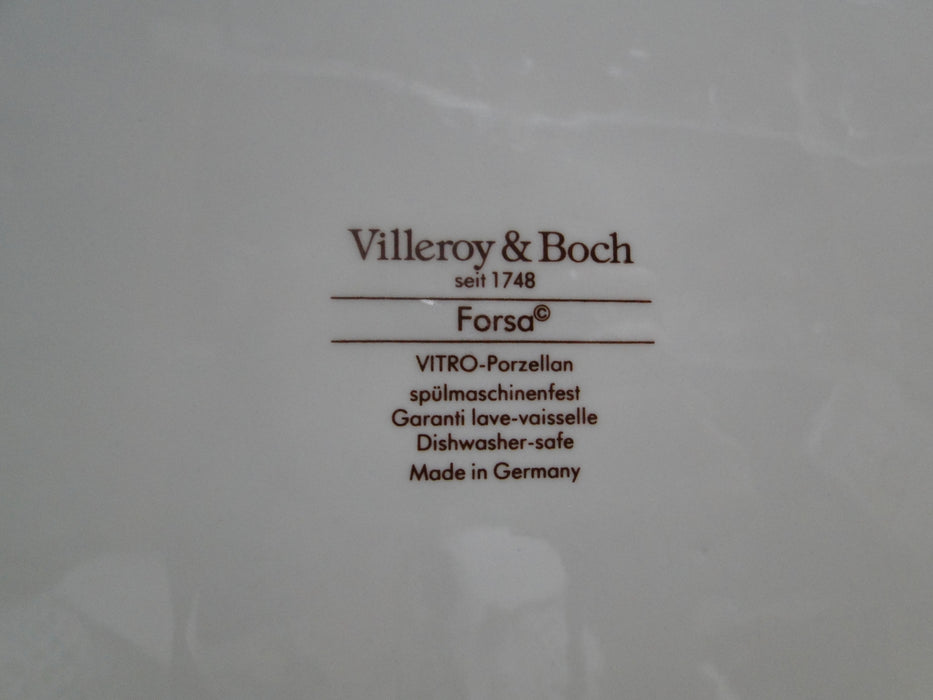 Villeroy & Boch
seit 1748
Forsa©
VITRO-Porzellan
spülmaschinenfest
Garanti lave-vaisselle
Dishwasher-safe
Made in Germany